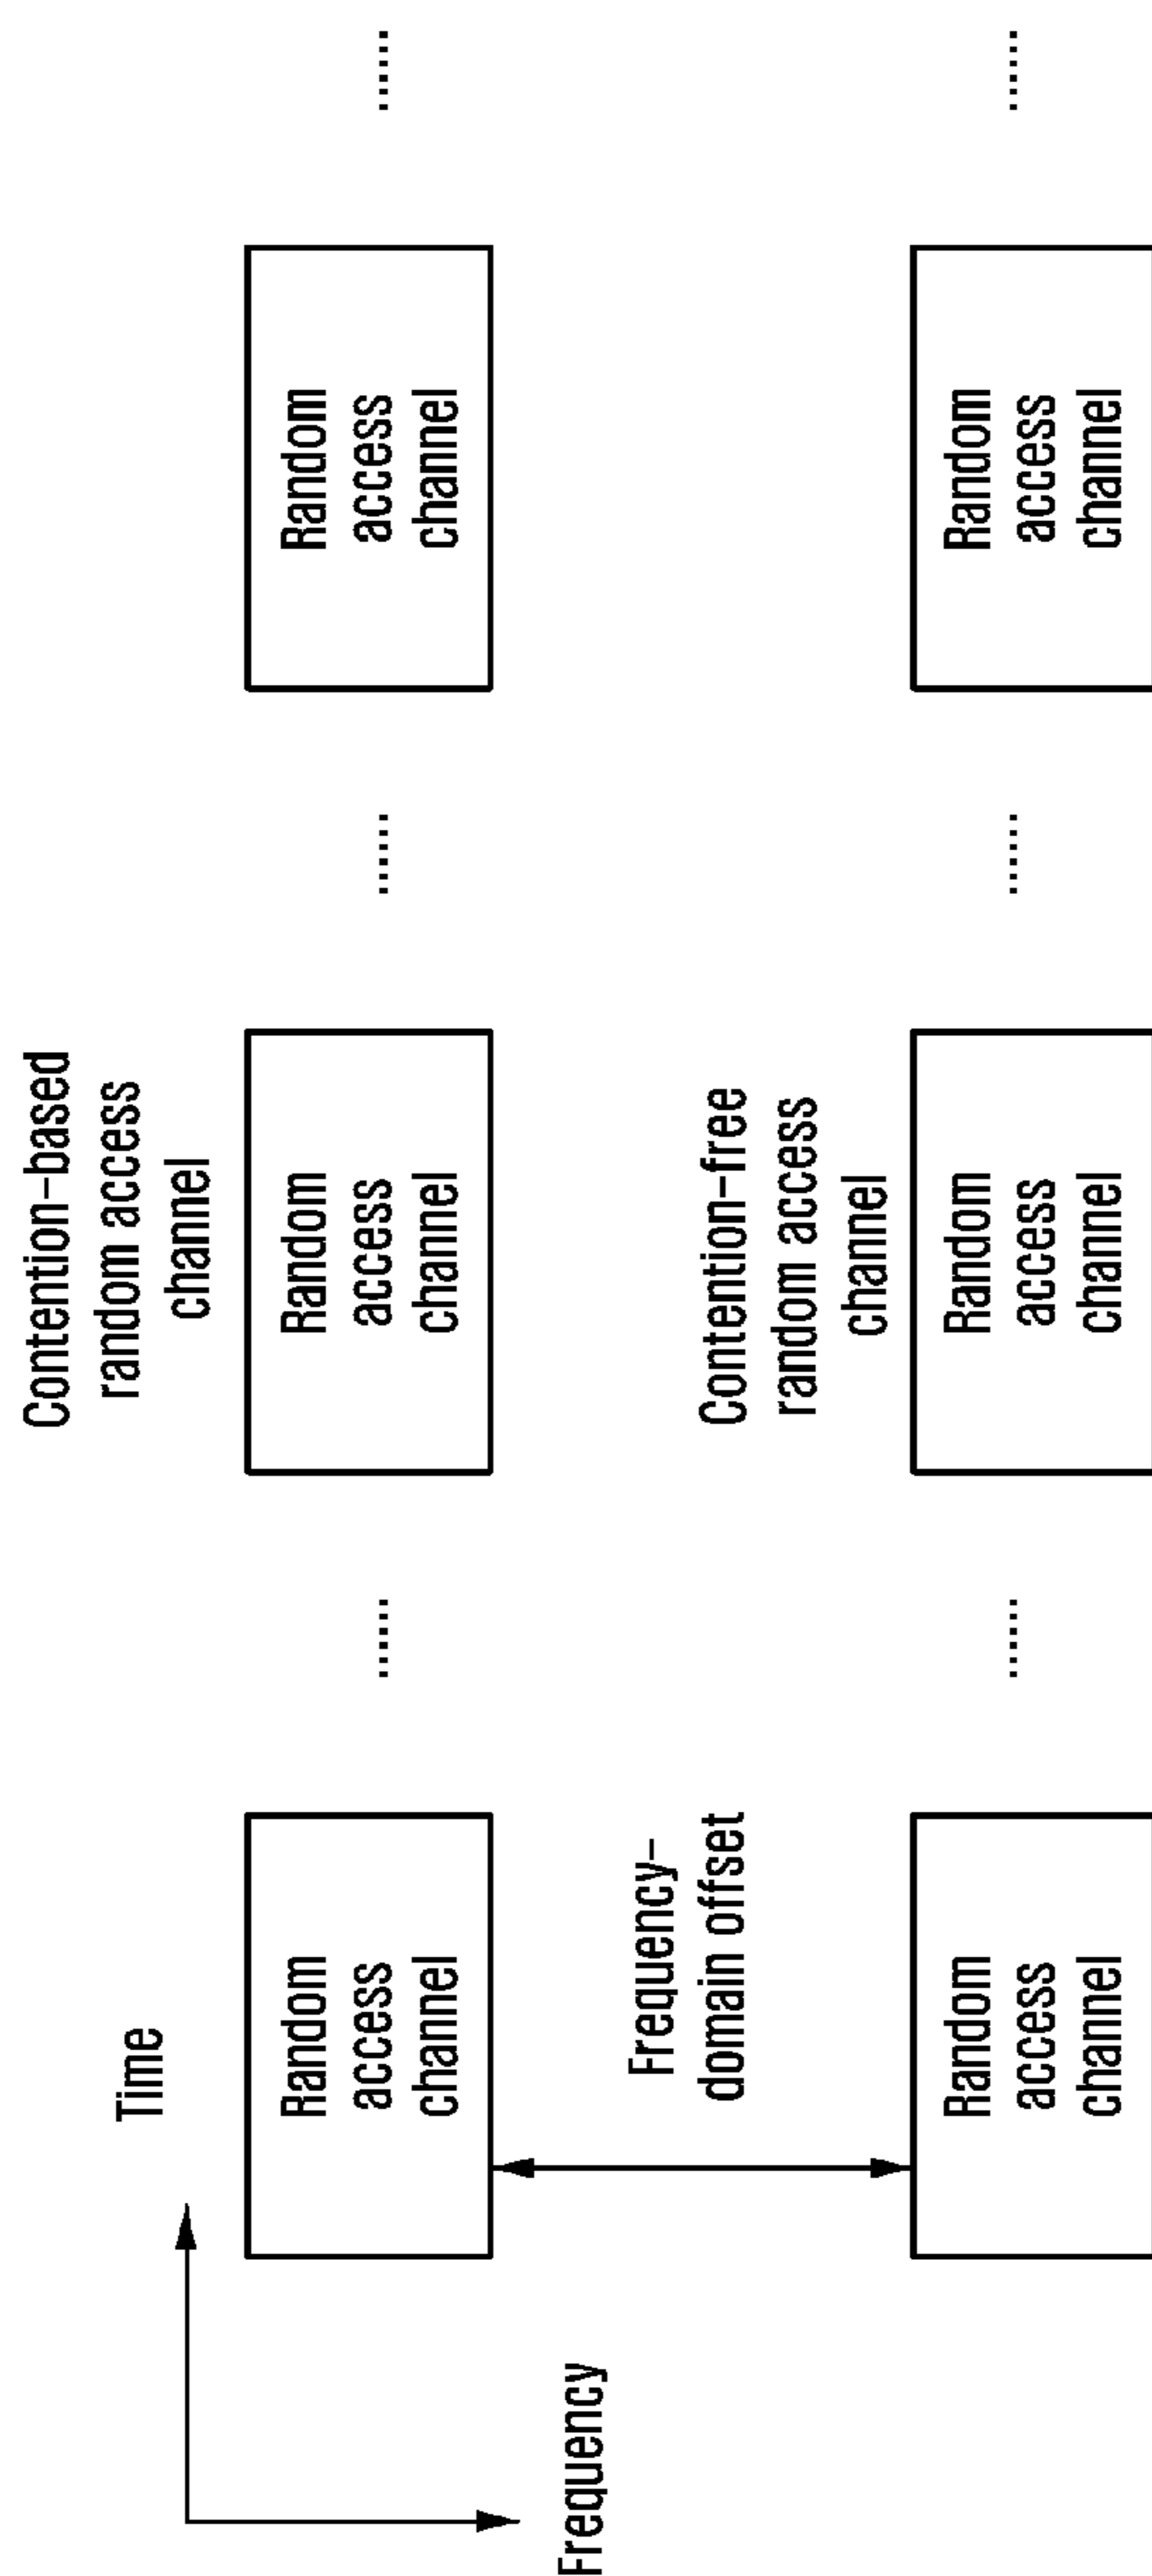 Time
Frequency
Contention-based
random access
channel
Random
access
channel
······
Random
access
channel
······
Random
access
channel
······
Frequency-
domain offset
Contention-free
random access
channel
Random
access
channel
······
Random
access
channel
······
Random
access
channel
······